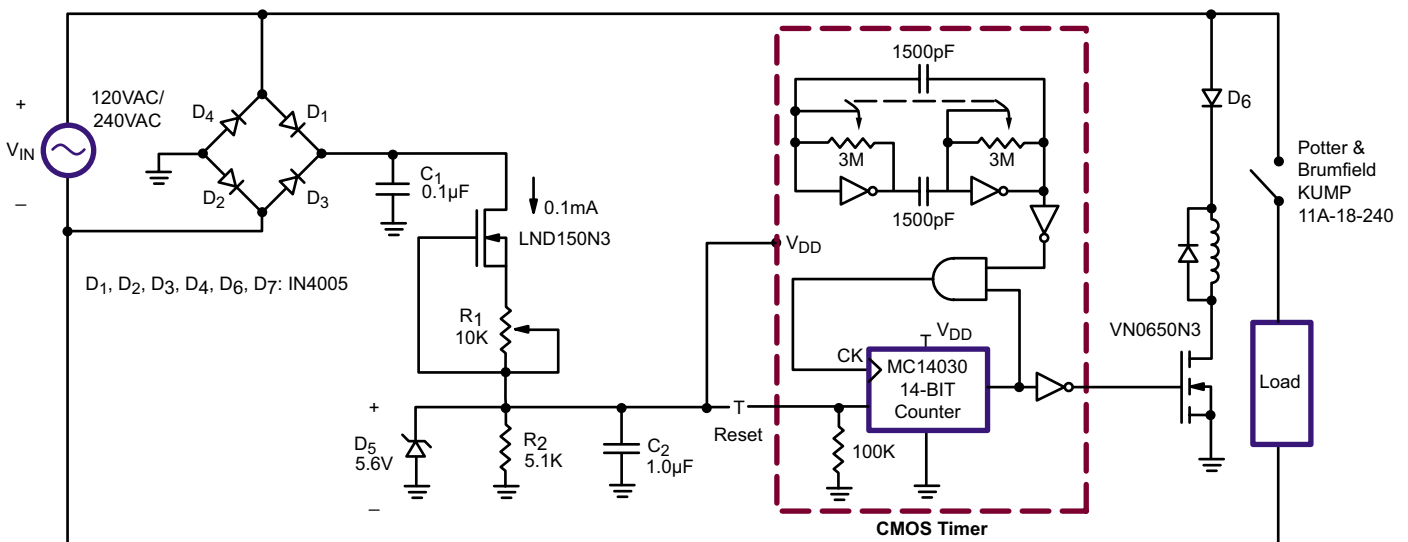 +
120VAC/
240VAC
VIN
–
D4
D1
D2
D3
C1
0.1µF
0.1mA
LND150N3
D1, D2, D3, D4, D6, D7: IN4005
R1
10K
+
D5
5.6V
–
R2
5.1K
C2
1.0µF
T
Reset
VDD
1500pF
3M
3M
1500pF
CK
T VDD
MC14030
14-BIT
Counter
100K
CMOS Timer
D6
VN0650N3
Potter &
Brumfield
KUMP
11A-18-240
Load